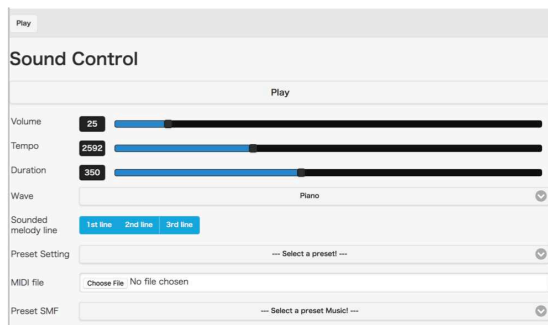 Play
Sound Control
Play
Volume 25
Tempo 2592
Duration 350
Wave Piano
Sounded
melody line 1st line 2nd line 3rd line
Preset Setting --- Select a preset! ---
MIDI file Choose File No file chosen
Preset SMF --- Select a preset Music! ---